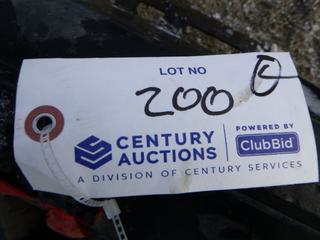 LOT NO
200
CENTURY AUCTIONS
POWERED BY
ClubBid
A DIVISION OF CENTURY SERVICES